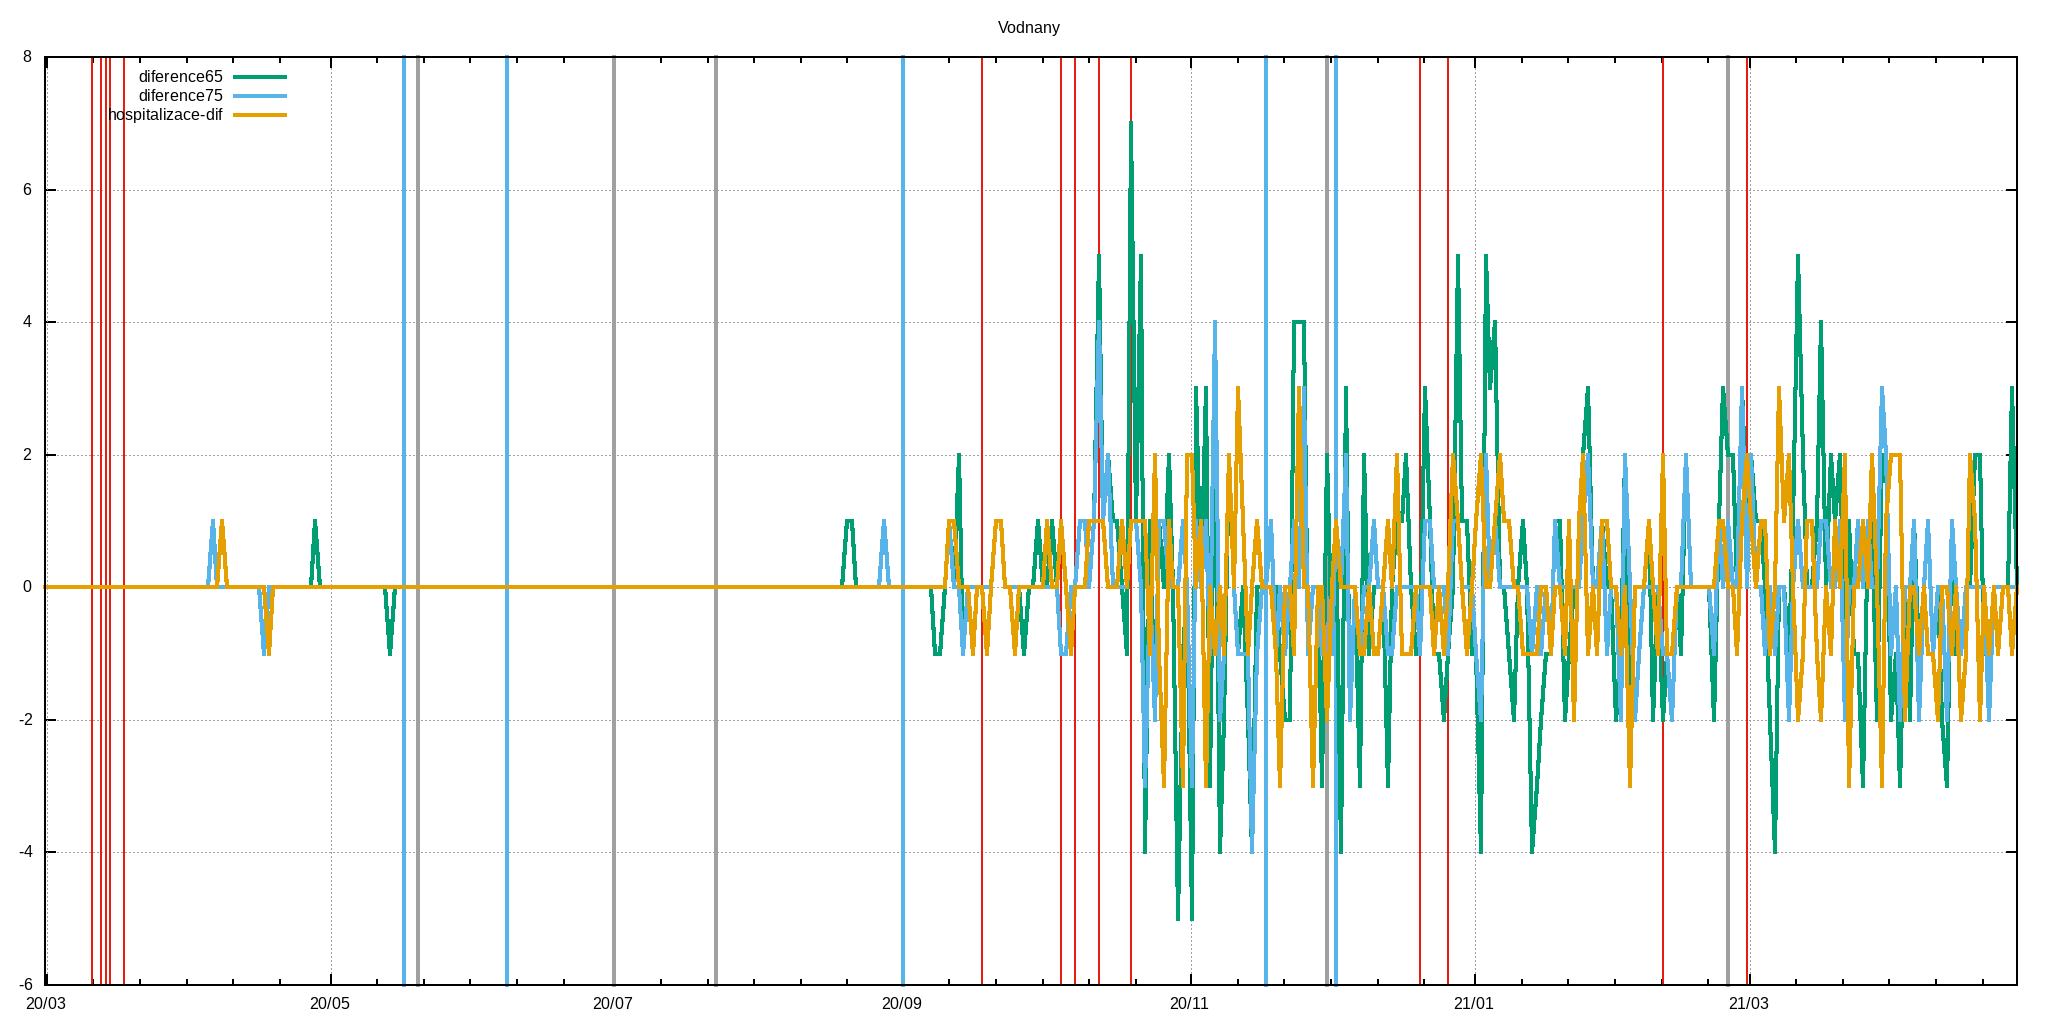 Vodnany
8
diference65
diference75
hospitalizace-dif
6
4
2
0
-2
-4
-6
20/03 20/05 20/07 20/09 20/11 21/01 21/03